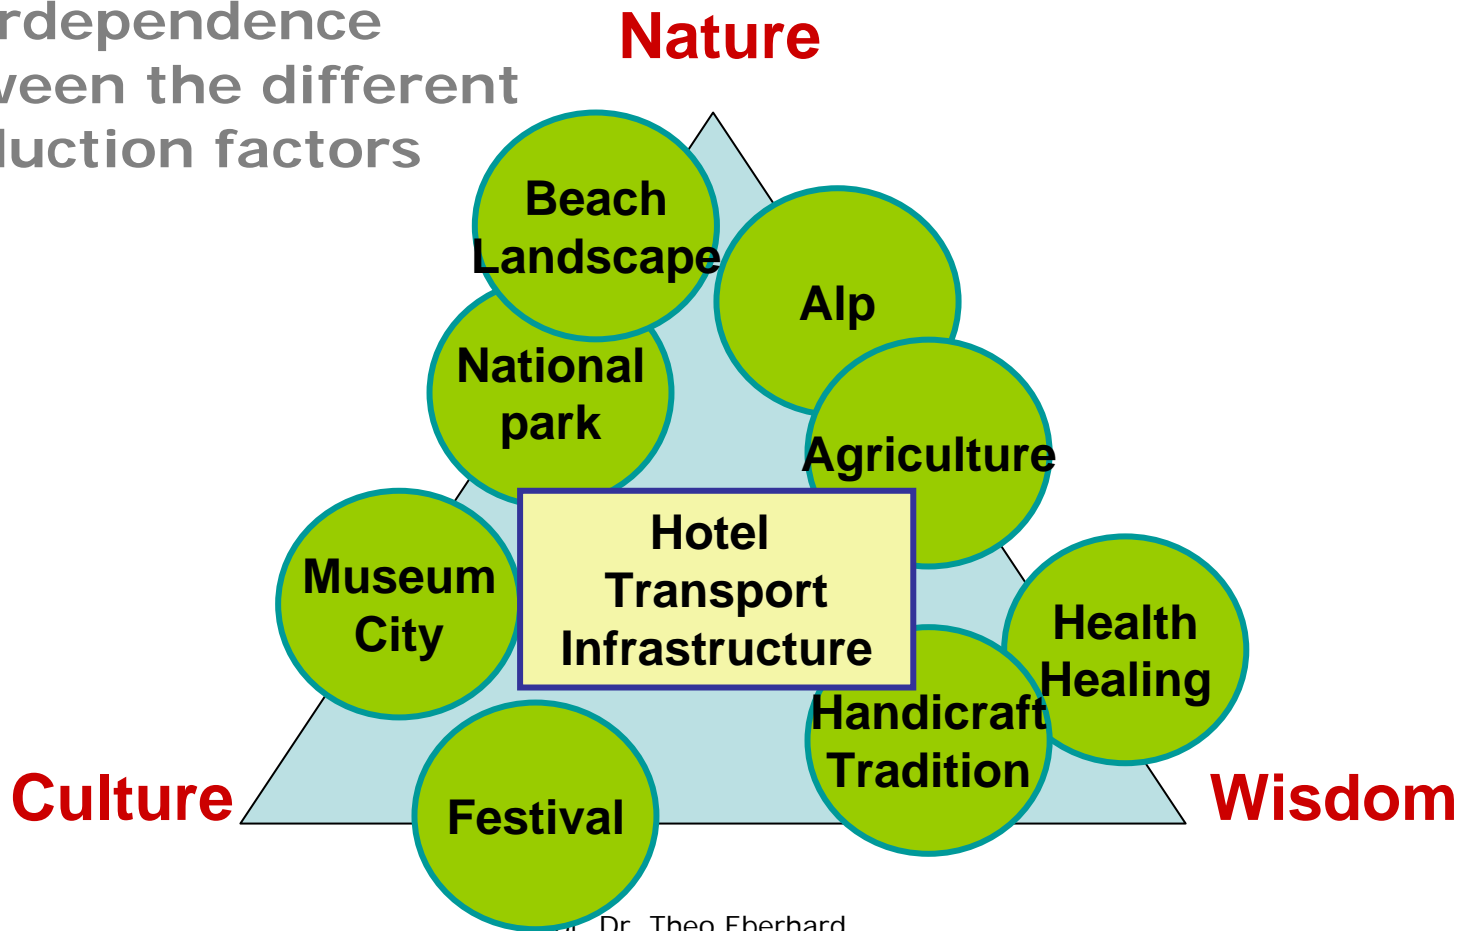 rdependence
ween the different
luction factors
Nature
Beach
Landscape
Alp
National
park
Agriculture
Hotel
Transport
Infrastructure
Museum
City
Health
Healing
Handicraft
Tradition
Culture
Festival
Wisdom
Dr. Theo Eberhard